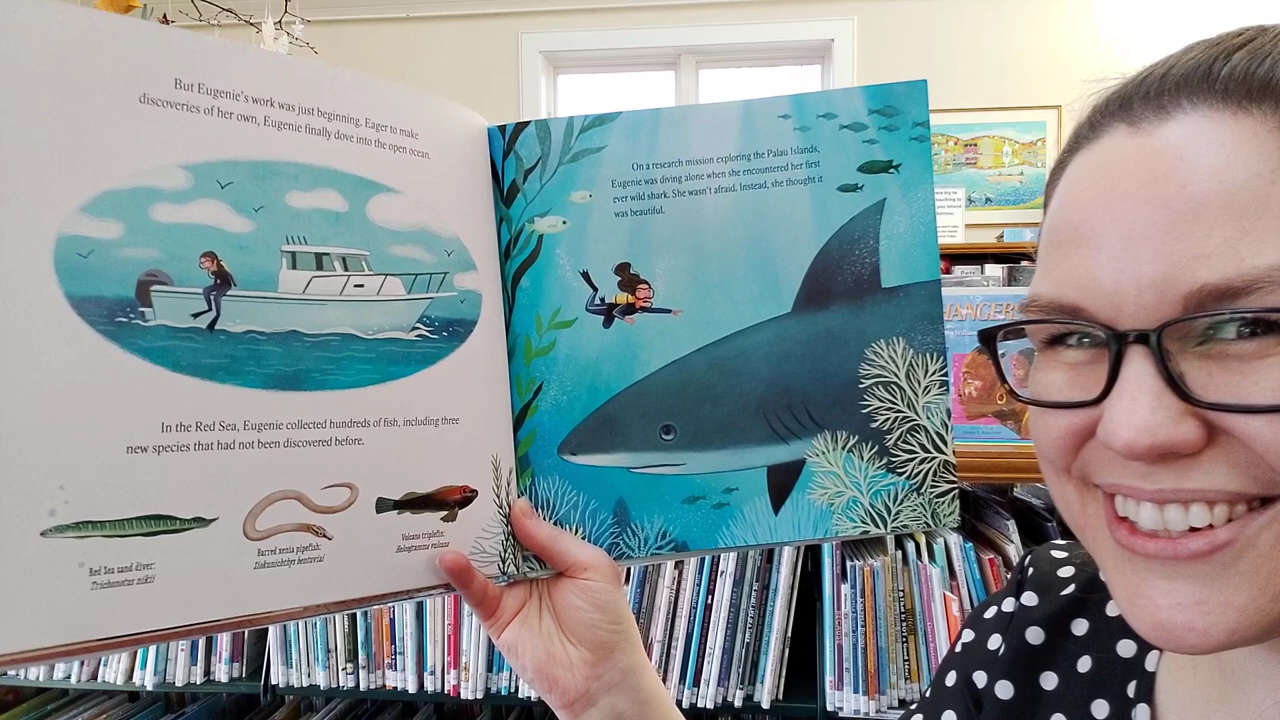 But Eugenie's work was just beginning. Eager to make
discoveries of her own, Eugenie finally dove into the open ocean.
In the Red Sea, Eugenie collected hundreds of fish, including three
new species that had not been discovered before.
Red Sea sand diver:
Trichonotus nikii
Barred xenia pipefish:
Siokunichthys bentuviai
Volcano triplefin:
Helcogramma vulcana
On a research mission exploring the Palau Islands,
Eugenie was diving alone when she encountered her first
ever wild shark. She wasn't afraid. Instead, she thought it
was beautiful.
Pets
HANGERS